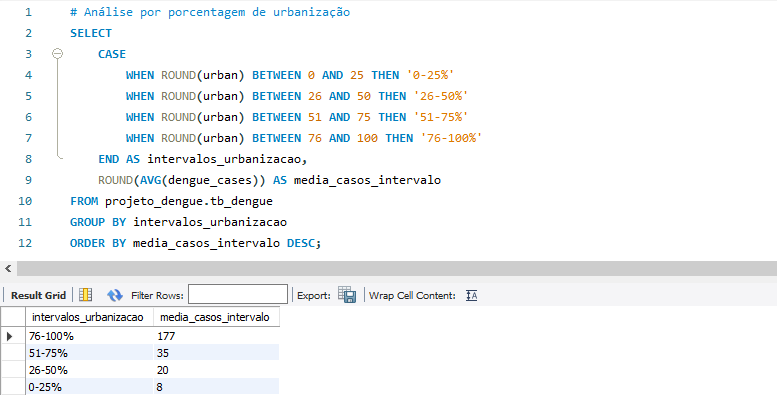 1 # Análise por porcentagem de urbanização
2 SELECT
3 CASE
4 WHEN ROUND(urban) BETWEEN 0 AND 25 THEN '0-25%'
5 WHEN ROUND(urban) BETWEEN 26 AND 50 THEN '26-50%'
6 WHEN ROUND(urban) BETWEEN 51 AND 75 THEN '51-75%'
7 WHEN ROUND(urban) BETWEEN 76 AND 100 THEN '76-100%'
8 END AS intervalos_urbanizacao,
9 ROUND(AVG(dengue_cases)) AS media_casos_intervalo
10 FROM projeto_dengue.tb_dengue
11 GROUP BY intervalos_urbanizacao
12 ORDER BY media_casos_intervalo DESC;
Result Grid Filter Rows: Export: Wrap Cell Content:
intervalos_urbanizacao media_casos_intervalo
76-100% 177
51-75% 35
26-50% 20
0-25% 8